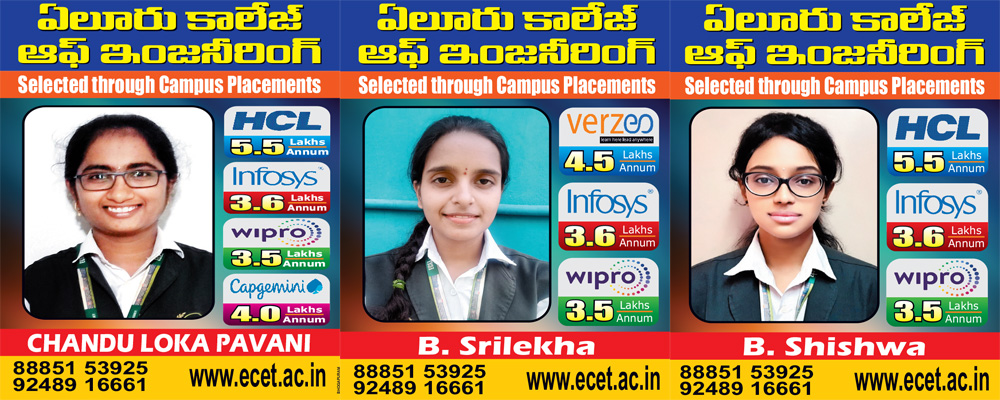 ఏలూరు కాలేజ్
ఆఫ్ ఇంజనీరింగ్
Selected through Campus Placements
HCL
5.5 Lakhs Annum
Infosys
3.6 Lakhs Annum
wipro
3.5 Lakhs Annum
Capgemini
4.0 Lakhs Annum
CHANDU LOKA PAVANI
88851 53925
92489 16661
www.ecet.ac.in
ఏలూరు కాలేజ్
ఆఫ్ ఇంజనీరింగ్
Selected through Campus Placements
verzeo
learn here lead anywhere
4.5 Lakhs Annum
Infosys
3.6 Lakhs Annum
wipro
3.5 Lakhs Annum
B. Srilekha
88851 53925
92489 16661
www.ecet.ac.in
ఏలూరు కాలేజ్
ఆఫ్ ఇంజనీరింగ్
Selected through Campus Placements
HCL
5.5 Lakhs Annum
Infosys
3.6 Lakhs Annum
wipro
3.5 Lakhs Annum
B. Shishwa
88851 53925
92489 16661
www.ecet.ac.in